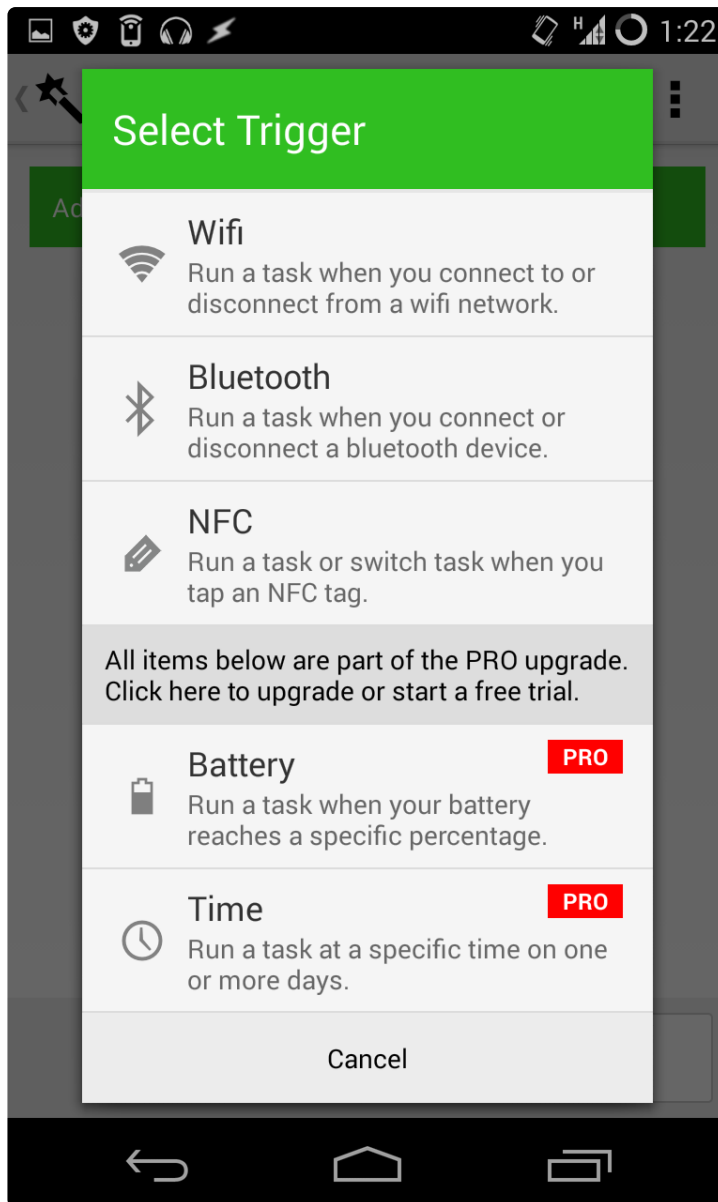 H 1:22
Select Trigger
Ad
Wifi
Run a task when you connect to or
disconnect from a wifi network.
Bluetooth
Run a task when you connect or
disconnect a bluetooth device.
NFC
Run a task or switch task when you
tap an NFC tag.
All items below are part of the PRO upgrade.
Click here to upgrade or start a free trial.
Battery PRO
Run a task when your battery
reaches a specific percentage.
Time PRO
Run a task at a specific time on one
or more days.
Cancel